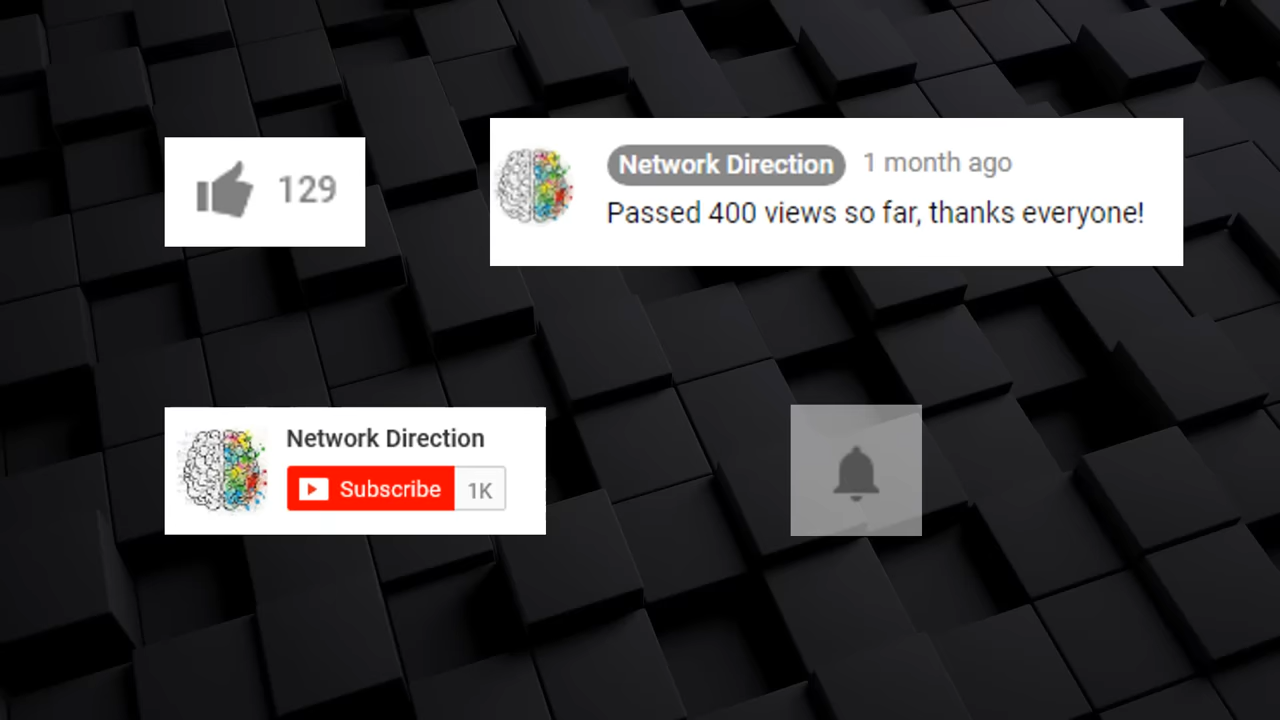 129
Network Direction 1 month ago
Passed 400 views so far, thanks everyone!
Network Direction
Subscribe 1K